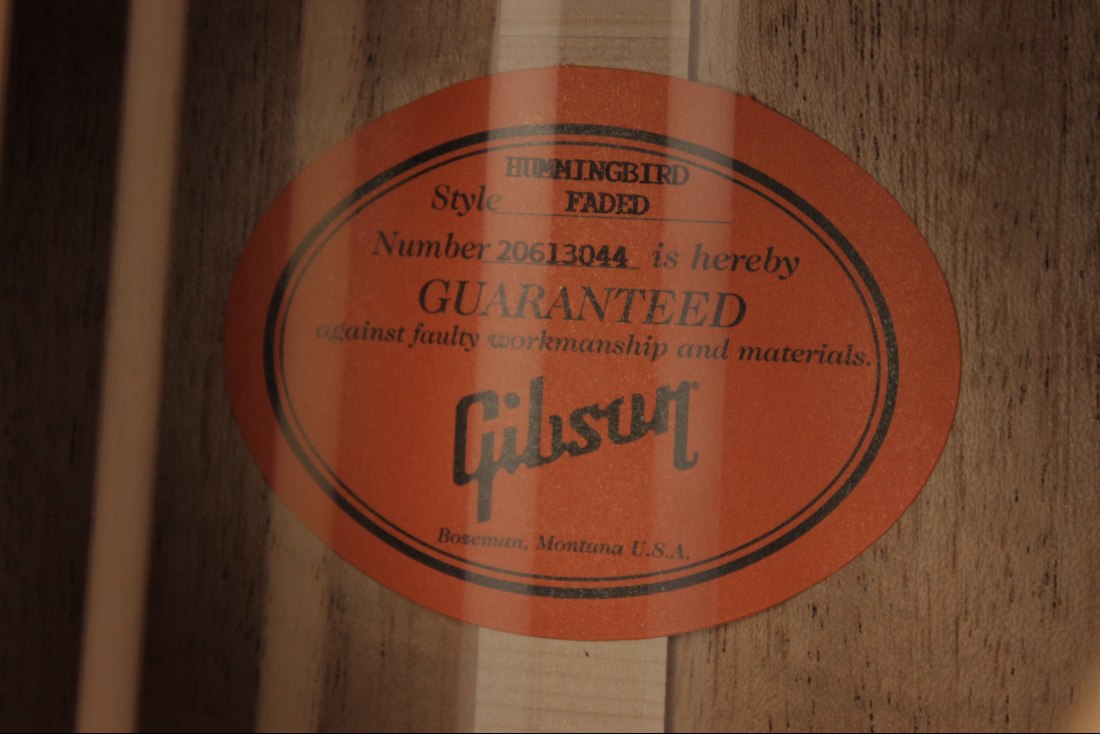 HUMMINGBIRD
Style FADED
Number 20613044 is hereby
GUARANTEED
against faulty workmanship and materials.
Gibson
Bozeman, Montana U.S.A.